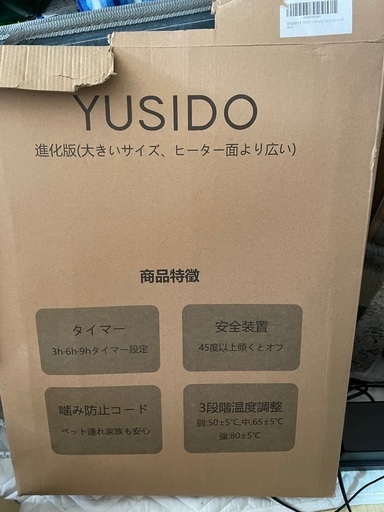 YUSIDO
進化版(大きいサイズ、ヒーター面より広い)
商品特徴
タイマー
3h·6h·9hタイマー設定
安全装置
45度以上傾くとオフ
噛み防止コード
ペット連れ家族も安心
3段階温度調整
弱:50±5℃,中:65±5℃
強:80±5℃